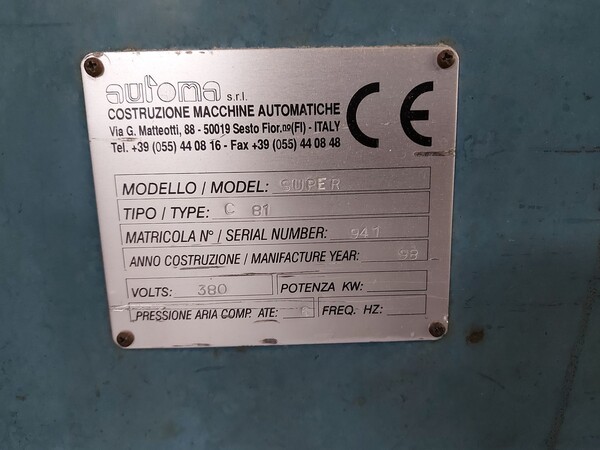 automa s.r.l.
COSTRUZIONE MACCHINE AUTOMATICHE
Via G. Matteotti, 88 - 50019 Sesto Fior.no (FI) - ITALY
Tel. +39 (055) 44 08 16 - Fax +39 (055) 44 08 48
CE
MODELLO / MODEL: SUPER
TIPO / TYPE: C 81
MATRICOLA N° / SERIAL NUMBER: 941
ANNO COSTRUZIONE / MANIFACTURE YEAR: 98
VOLTS: 380 POTENZA KW:
PRESSIONE ARIA COMP. ATE: 6 FREQ. HZ: